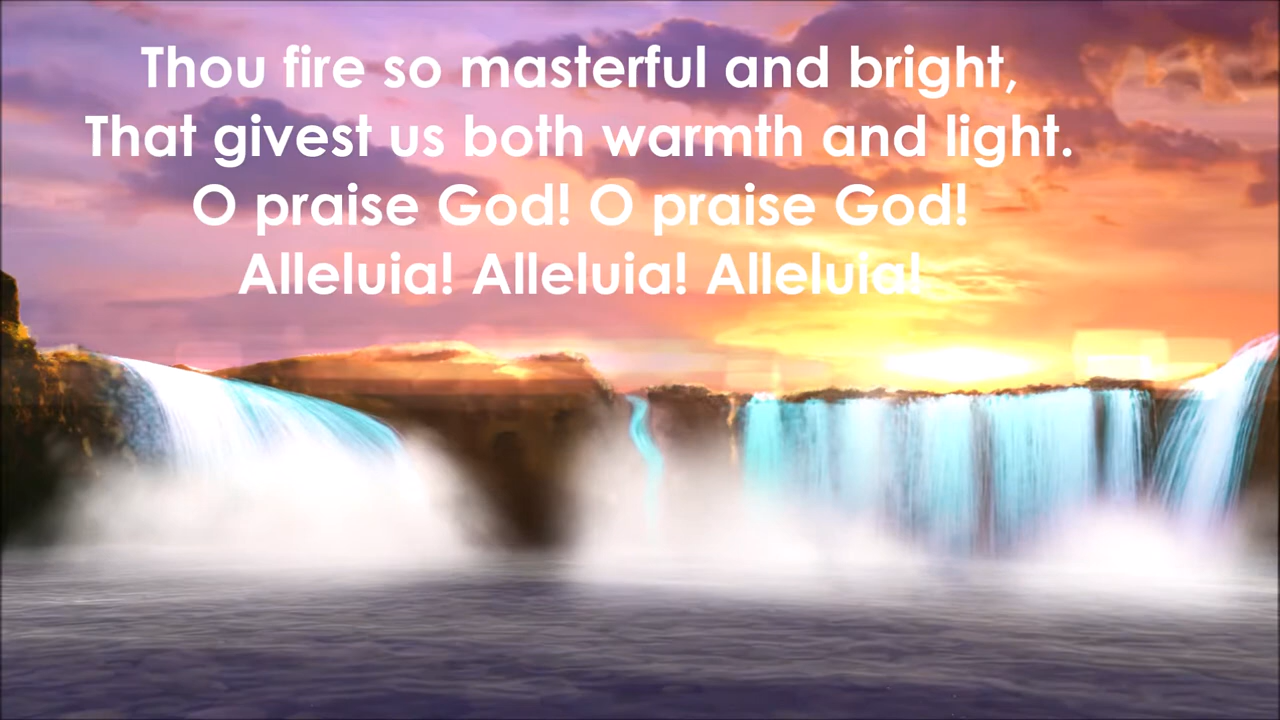 Thou fire so masterful and bright,
That givest us both warmth and light.
O praise God! O praise God!
Alleluia! Alleluia! Alleluia!